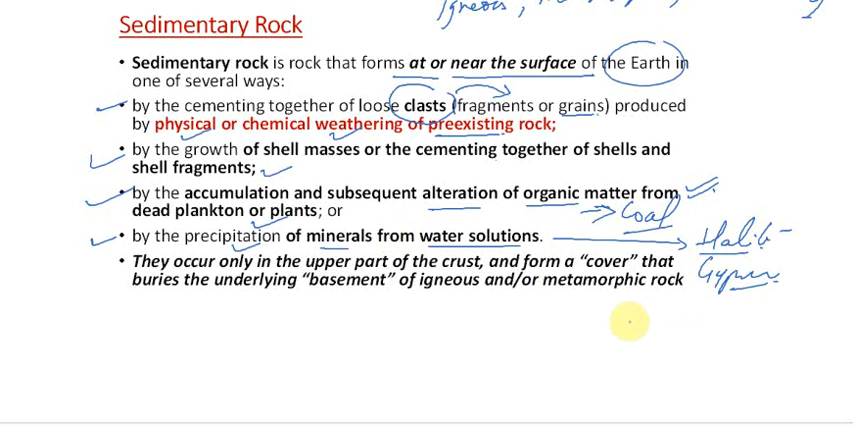 Igneous,
Sedimentary Rock
• Sedimentary rock is rock that forms at or near the surface of the Earth in
one of several ways:
• by the cementing together of loose clasts (fragments or grains) produced
by physical or chemical weathering of preexisting rock;
• by the growth of shell masses or the cementing together of shells and
shell fragments;
• by the accumulation and subsequent alteration of organic matter from
dead plankton or plants; or
Coal
• by the precipitation of minerals from water solutions.
Halite
• They occur only in the upper part of the crust, and form a “cover” that
buries the underlying “basement” of igneous and/or metamorphic rock